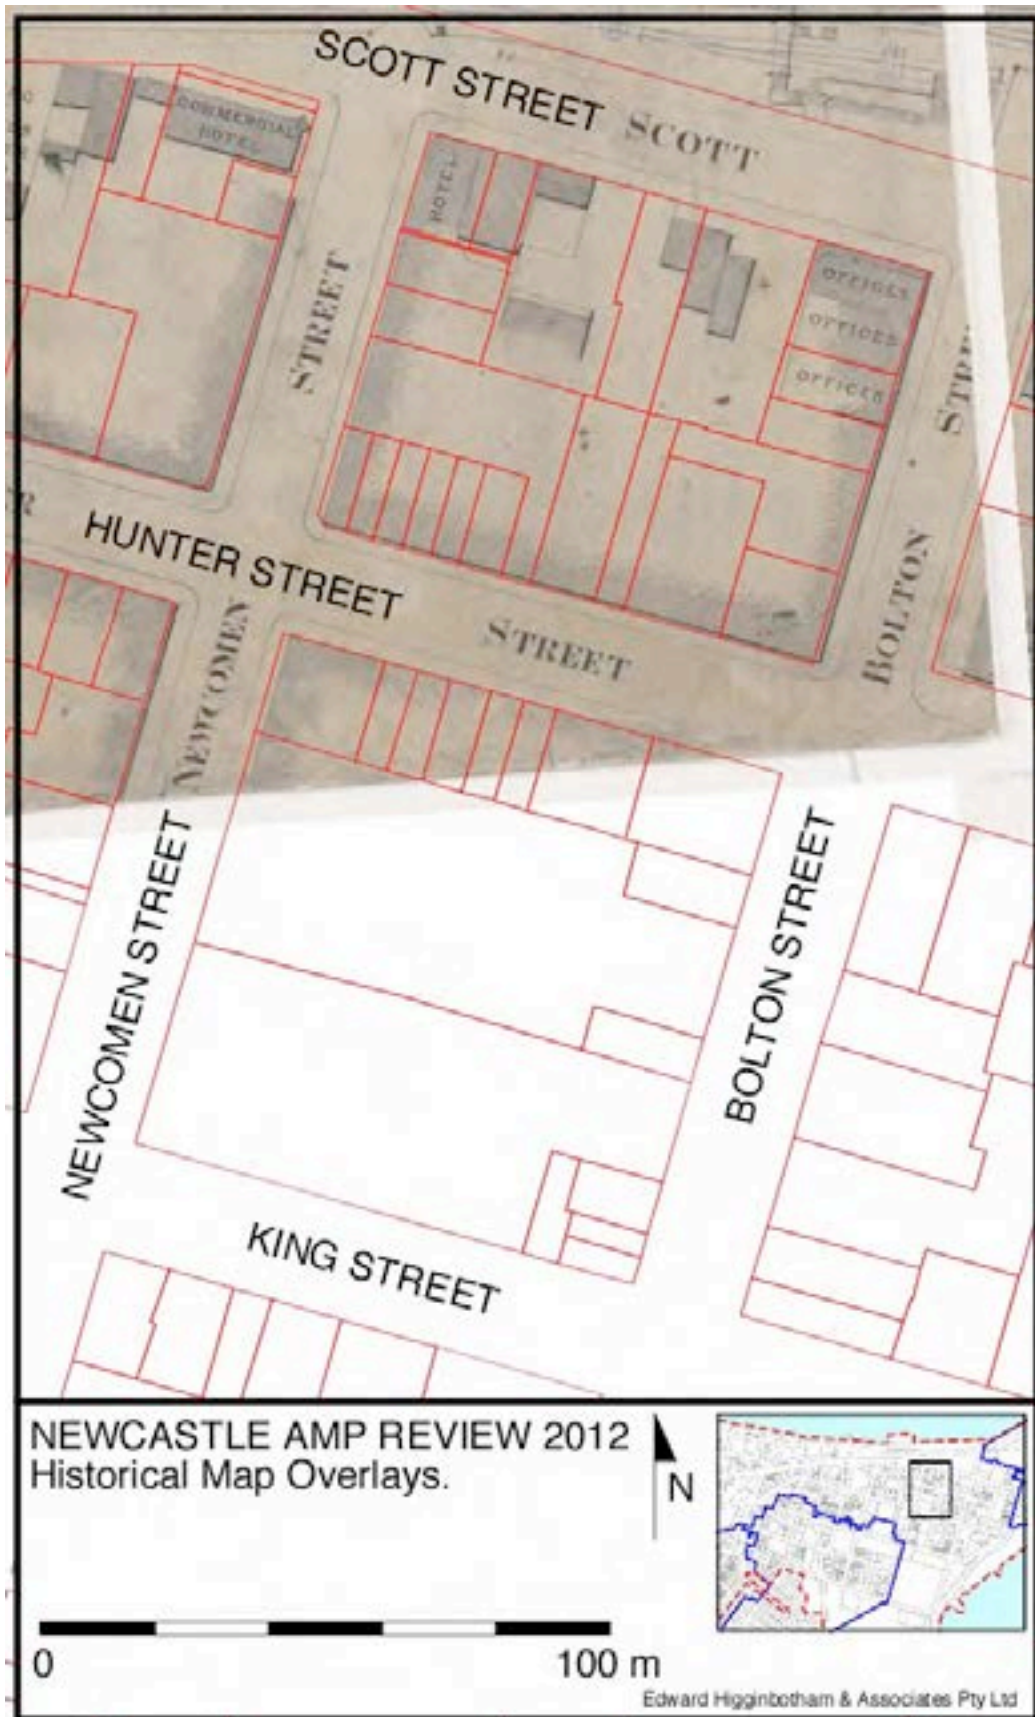 SCOTT STREET
SCOTT
COMMERCIAL
HOTEL
HOTEL
OFFICES
OFFICES
OFFICES
STREET
HUNTER STREET
STREET
NEWCOMEN
BOLTON
NEWCOMEN STREET
BOLTON STREET
KING STREET
NEWCASTLE AMP REVIEW 2012
Historical Map Overlays.
N
0
100 m
Edward Higginbotham & Associates Pty Ltd